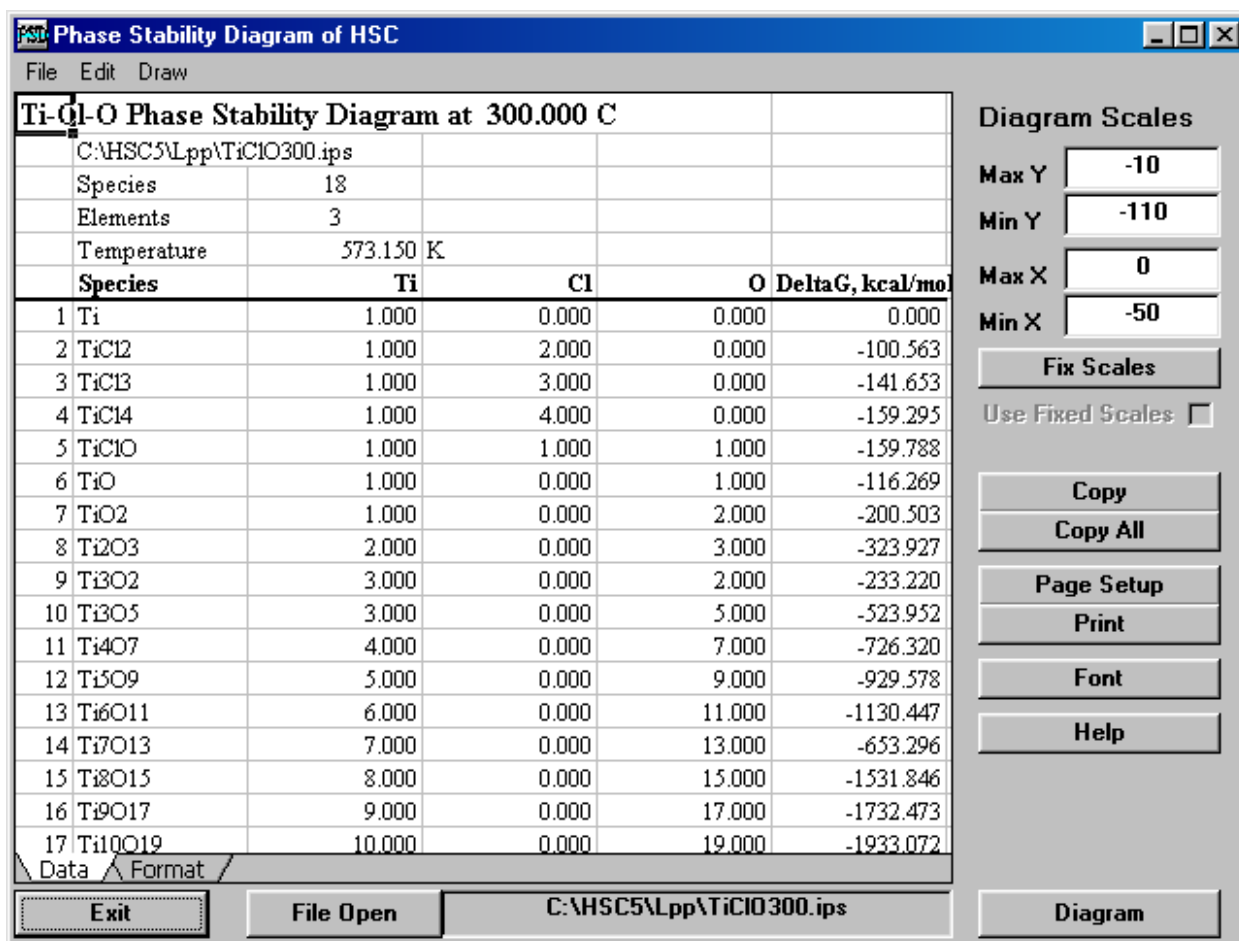 Phase Stability Diagram of HSC
File Edit Draw
Ti-Cl-O Phase Stability Diagram at 300.000 C
C:\HSC5\Lpp\TiClO300.ips
Species 18
Elements 3
Temperature 573.150 K
Species Ti Cl O DeltaG, kcal/mol
1 Ti 1.000 0.000 0.000 0.000
2 TiCl2 1.000 2.000 0.000 -100.563
3 TiCl3 1.000 3.000 0.000 -141.653
4 TiCl4 1.000 4.000 0.000 -159.295
5 TiClO 1.000 1.000 1.000 -159.788
6 TiO 1.000 0.000 1.000 -116.269
7 TiO2 1.000 0.000 2.000 -200.503
8 Ti2O3 2.000 0.000 3.000 -323.927
9 Ti3O2 3.000 0.000 2.000 -233.220
10 Ti3O5 3.000 0.000 5.000 -523.952
11 Ti4O7 4.000 0.000 7.000 -726.320
12 Ti5O9 5.000 0.000 9.000 -929.578
13 Ti6O11 6.000 0.000 11.000 -1130.447
14 Ti7O13 7.000 0.000 13.000 -653.296
15 Ti8O15 8.000 0.000 15.000 -1531.846
16 Ti9O17 9.000 0.000 17.000 -1732.473
17 Ti10O19 10.000 0.000 19.000 -1933.072
Data Format
Diagram Scales
Max Y -10
Min Y -110
Max X 0
Min X -50
Fix Scales
Use Fixed Scales
Copy
Copy All
Page Setup
Print
Font
Help
Exit File Open C:\HSC5\Lpp\TiClO300.ips Diagram